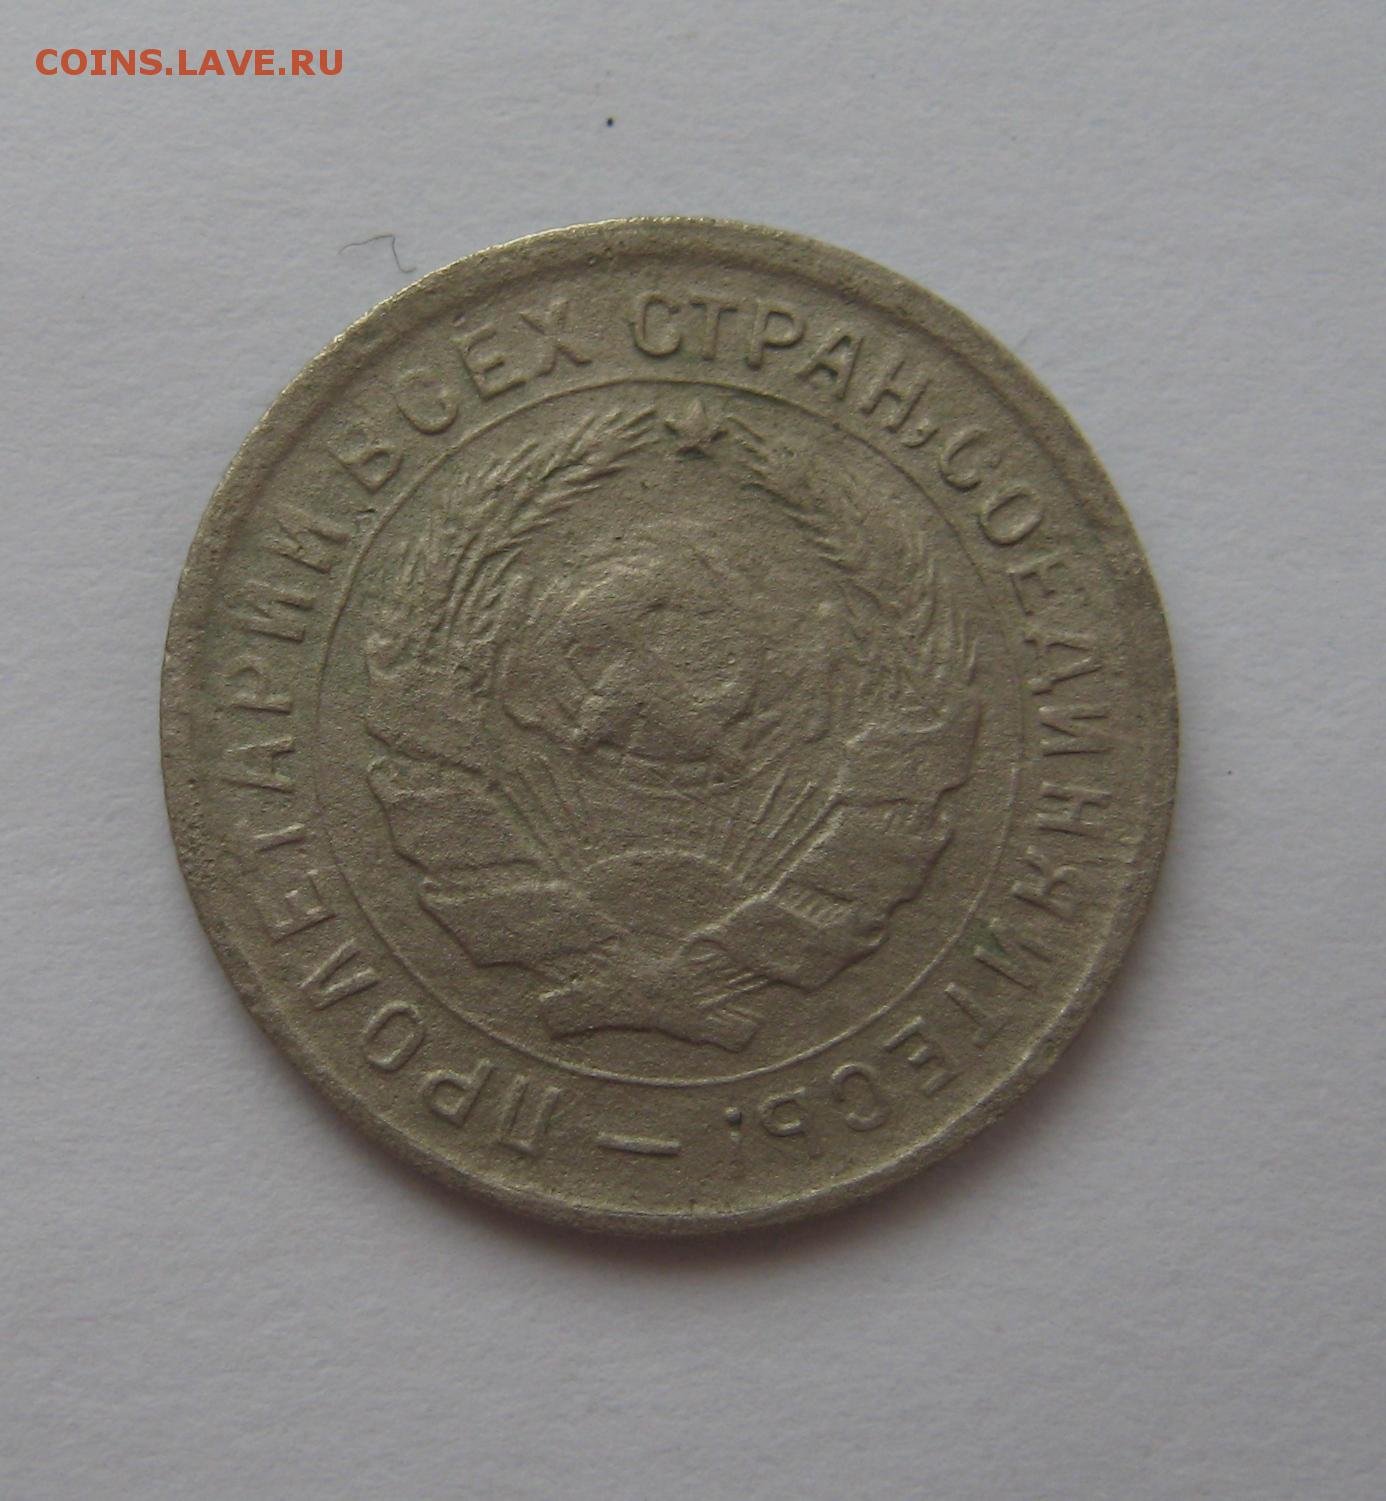 COINS.LAVE.RU
— ПРОЛЕТАРИИ ВСЕХ СТРАН, СОЕДИНЯЙТЕСЬ!